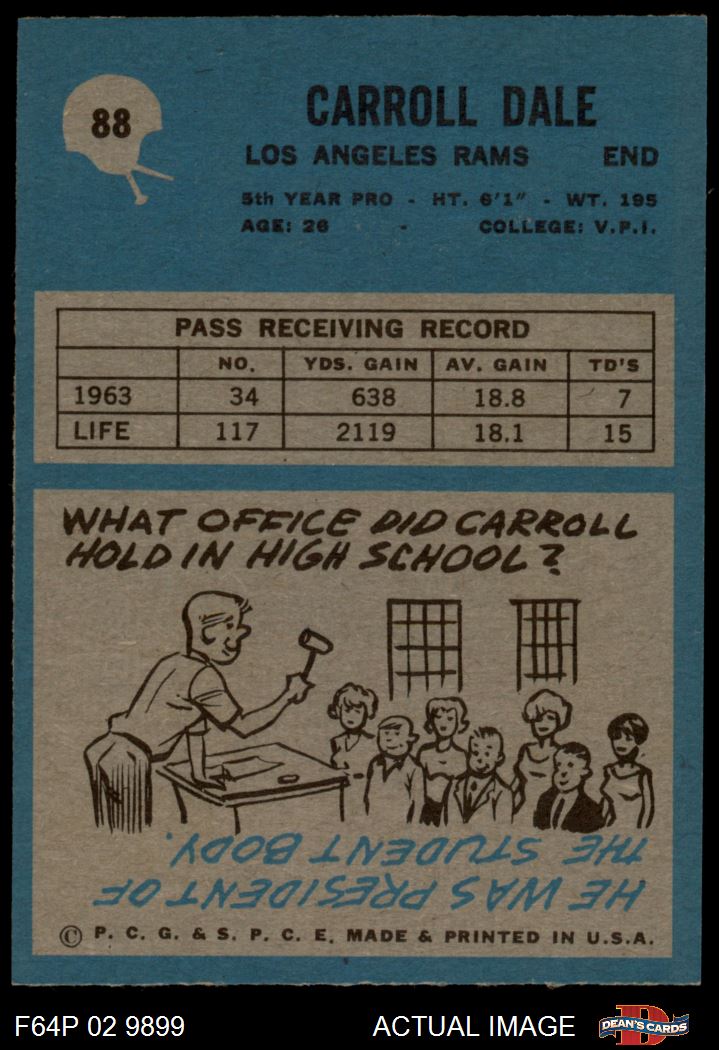 88
CARROLL DALE
LOS ANGELES RAMS END
5th YEAR PRO - HT. 6'1" - WT. 195
AGE: 26 - COLLEGE: V.P.I.
PASS RECEIVING RECORD
NO. YDS. GAIN AV. GAIN TD'S
1963 34 638 18.8 7
LIFE 117 2119 18.1 15
WHAT OFFICE DID CARROLL
HOLD IN HIGH SCHOOL?
HE WAS PRESIDENT OF
THE STUDENT BODY.
© P. C. G. & S. P. C. E. MADE & PRINTED IN U.S.A.
F64P 02 9899 ACTUAL IMAGE DEAN'S CARDS